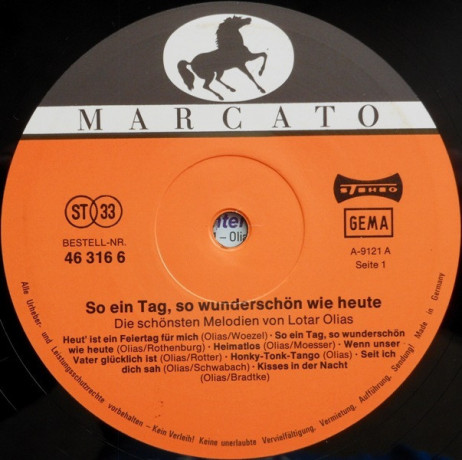 MARCATO
ST 33
STEREO
BESTELL-NR.
46 316 6
GEMA
A-9121 A
Seite 1
So ein Tag, so wunderschön wie heute
Die schönsten Melodien von Lotar Olias
Heut' ist ein Feiertag für mich (Olias/Woezel) · So ein Tag, so wunderschön
wie heute (Olias/Rothenburg) · Heimatlos (Olias/Moesser) · Wenn unser
Vater glücklich ist (Olias/Rotter) · Honky-Tonk-Tango (Olias) · Seit ich
dich sah (Olias/Schwabach) · Kisses in der Nacht
(Olias/Bradtke)
Alle Urheber- und Leistungsschutzrechte vorbehalten – Kein Verleih! Keine unerlaubte Vervielfältigung, Vermietung, Aufführung, Sendung! Made in Germany